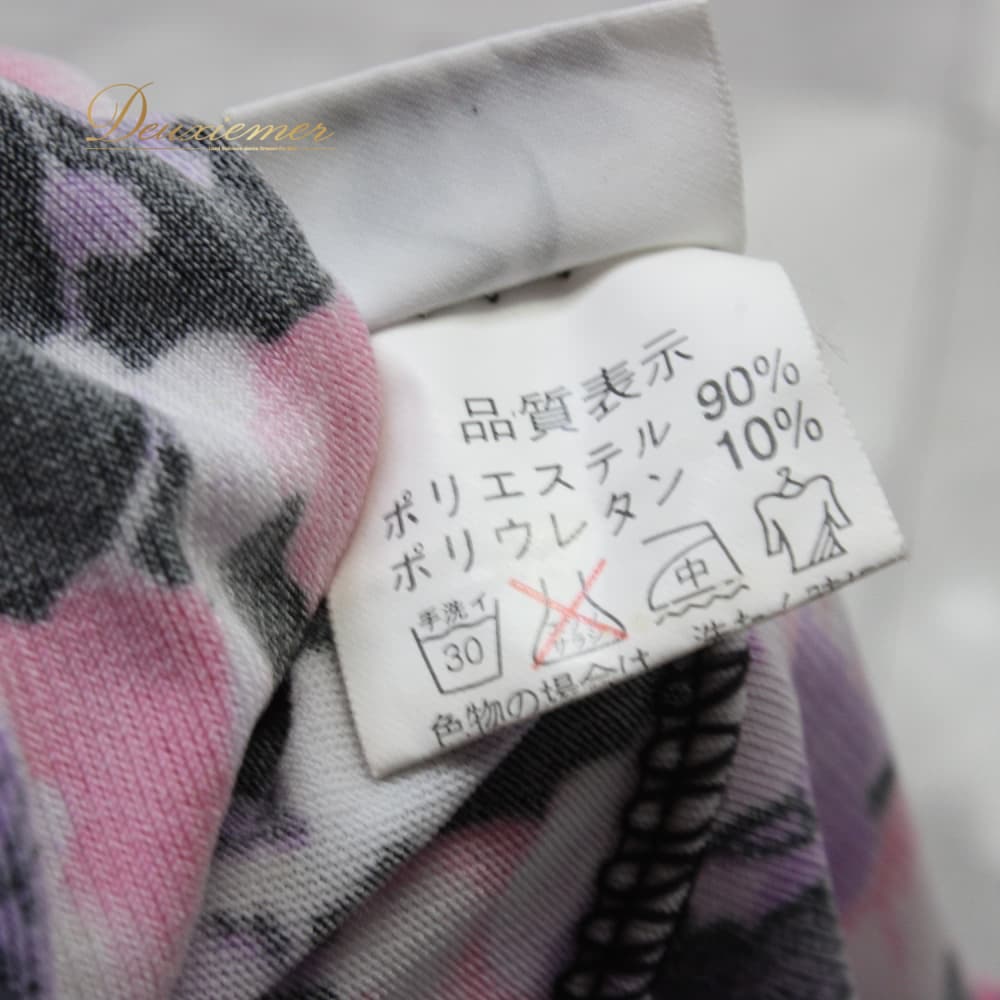 Deuxiemer
品質表示
ポリエステル 90%
ポリウレタン 10%
手洗イ
30
中
色物の場合は